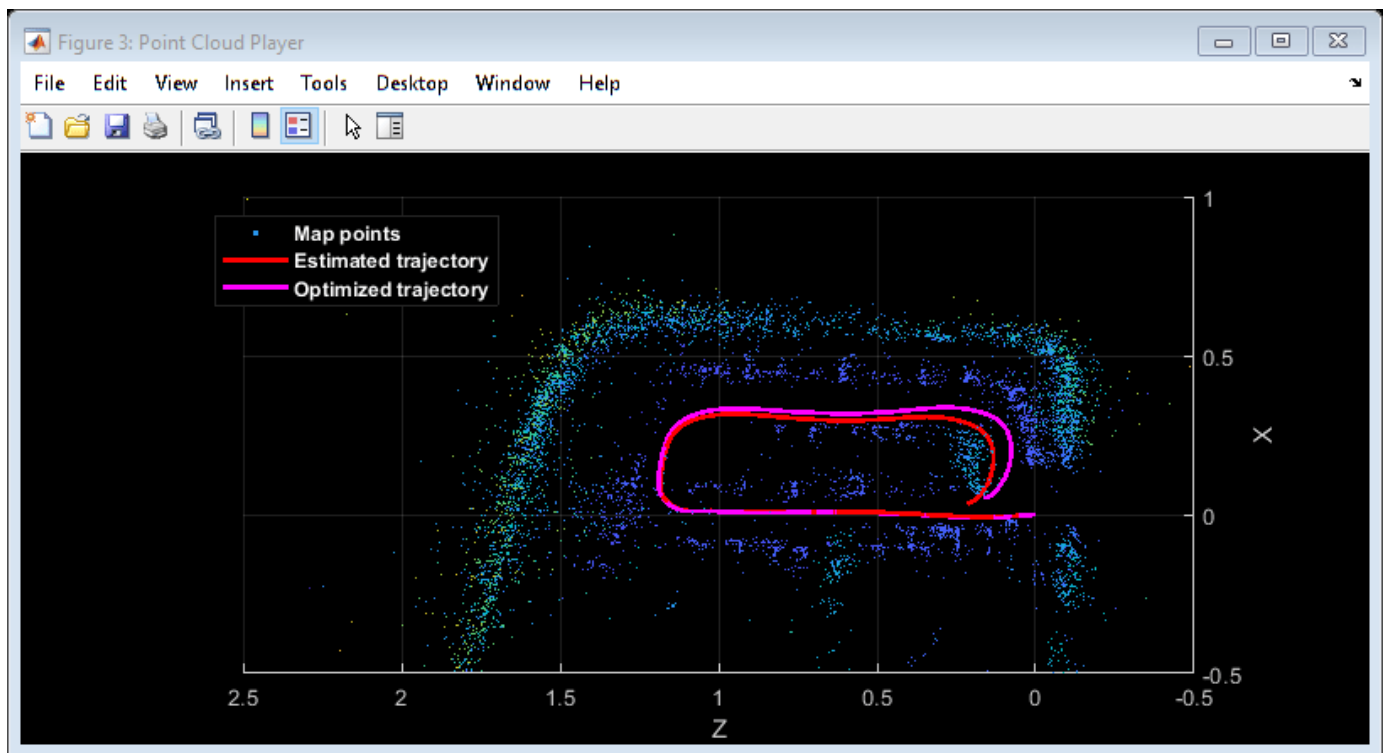 Figure 3: Point Cloud Player
File Edit View Insert Tools Desktop Window Help
Map points
Estimated trajectory
Optimized trajectory
1
0.5
X
0
-0.5
2.5 2 1.5 1 0.5 0 -0.5
Z